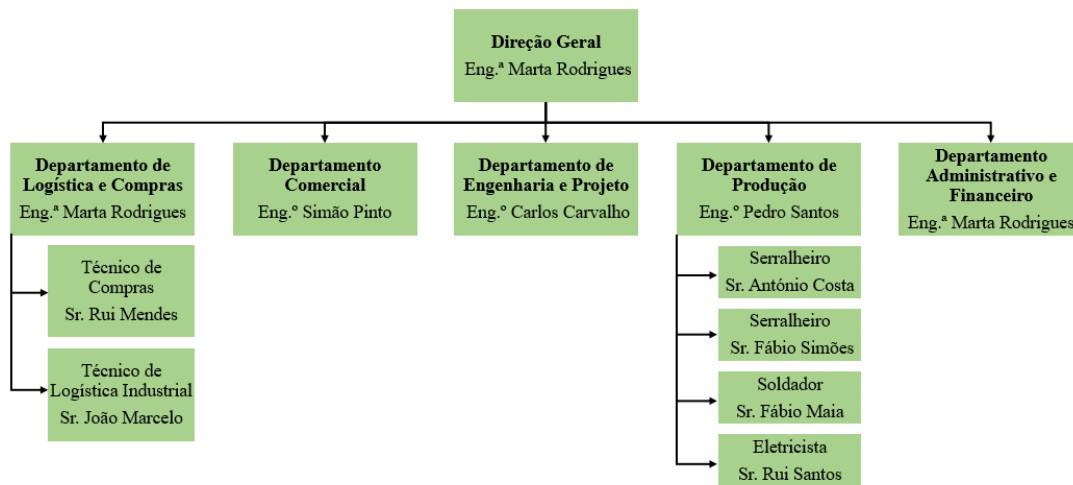 Direção Geral
Eng.ª Marta Rodrigues
Departamento de
Logística e Compras
Eng.ª Marta Rodrigues
Departamento
Comercial
Eng.º Simão Pinto
Departamento de
Engenharia e Projeto
Eng.º Carlos Carvalho
Departamento de
Produção
Eng.º Pedro Santos
Departamento
Administrativo e
Financeiro
Eng.ª Marta Rodrigues
Técnico de
Compras
Sr. Rui Mendes
Técnico de
Logística Industrial
Sr. João Marcelo
Serralheiro
Sr. António Costa
Serralheiro
Sr. Fábio Simões
Soldador
Sr. Fábio Maia
Eletricista
Sr. Rui Santos